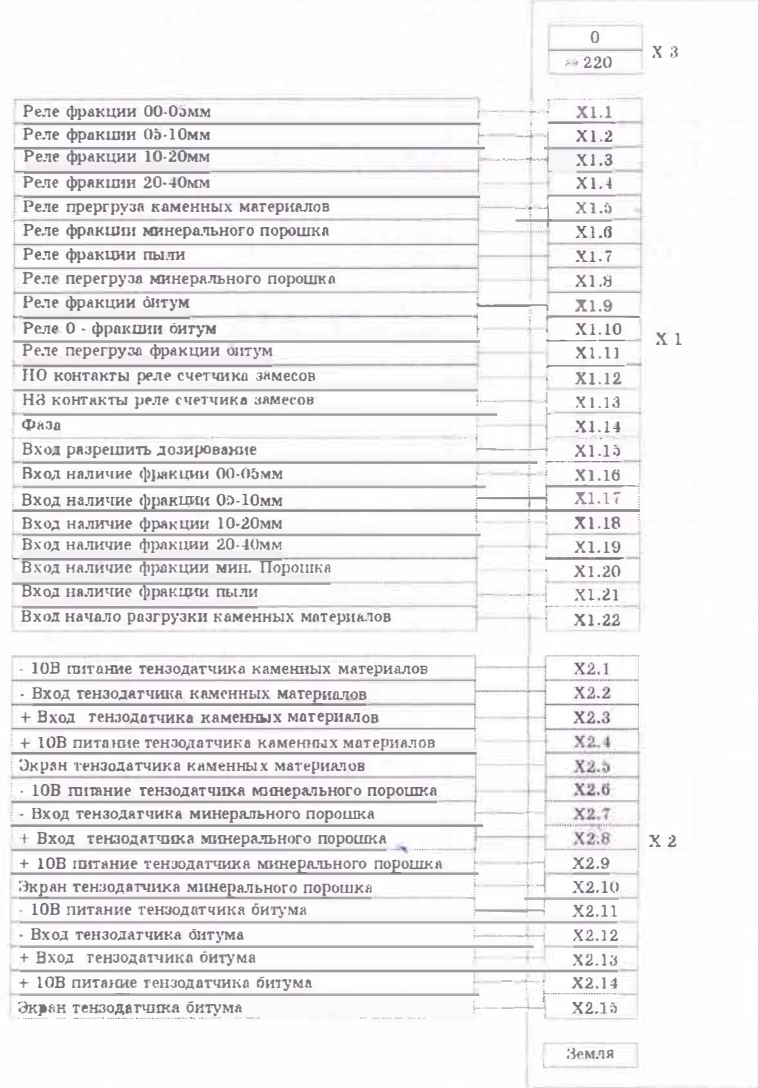 0
~ 220
X 3
Реле фракции 00-05мм X1.1
Реле фракции 05-10мм X1.2
Реле фракции 10-20мм X1.3
Реле фракции 20-40мм X1.4
Реле прергруза каменных материалов X1.5
Реле фракции минерального порошка X1.6
Реле фракции пыли X1.7
Реле перегруза минерального порошка X1.8
Реле фракции битум X1.9
Реле 0 - фракции битум X1.10
X 1
Реле перегруза фракции битум X1.11
НО контакты реле счетчика замесов X1.12
НЗ контакты реле счетчика замесов X1.13
Фаза X1.14
Вход разрешить дозирование X1.15
Вход наличие фракции 00-05мм X1.16
Вход наличие фракции 05-10мм X1.17
Вход наличие фракции 10-20мм X1.18
Вход наличие фракции 20-40мм X1.19
Вход наличие фракции мин. Порошка X1.20
Вход наличие фракции пыли X1.21
Вход начало разгрузки каменных материалов X1.22
- 10В питание тензодатчика каменных материалов X2.1
- Вход тензодатчика каменных материалов X2.2
+ Вход тензодатчика каменных материалов X2.3
+ 10В питание тензодатчика каменных материалов X2.4
Экран тензодатчика каменных материалов X2.5
- 10В питание тензодатчика минерального порошка X2.6
- Вход тензодатчика минерального порошка X2.7
+ Вход тензодатчика минерального порошка X2.8 X 2
+ 10В питание тензодатчика минерального порошка X2.9
Экран тензодатчика минерального порошка X2.10
- 10В питание тензодатчика битума X2.11
- Вход тензодатчика битума X2.12
+ Вход тензодатчика битума X2.13
+ 10В питание тензодатчика битума X2.14
Экран тензодатчика битума X2.15
Земля